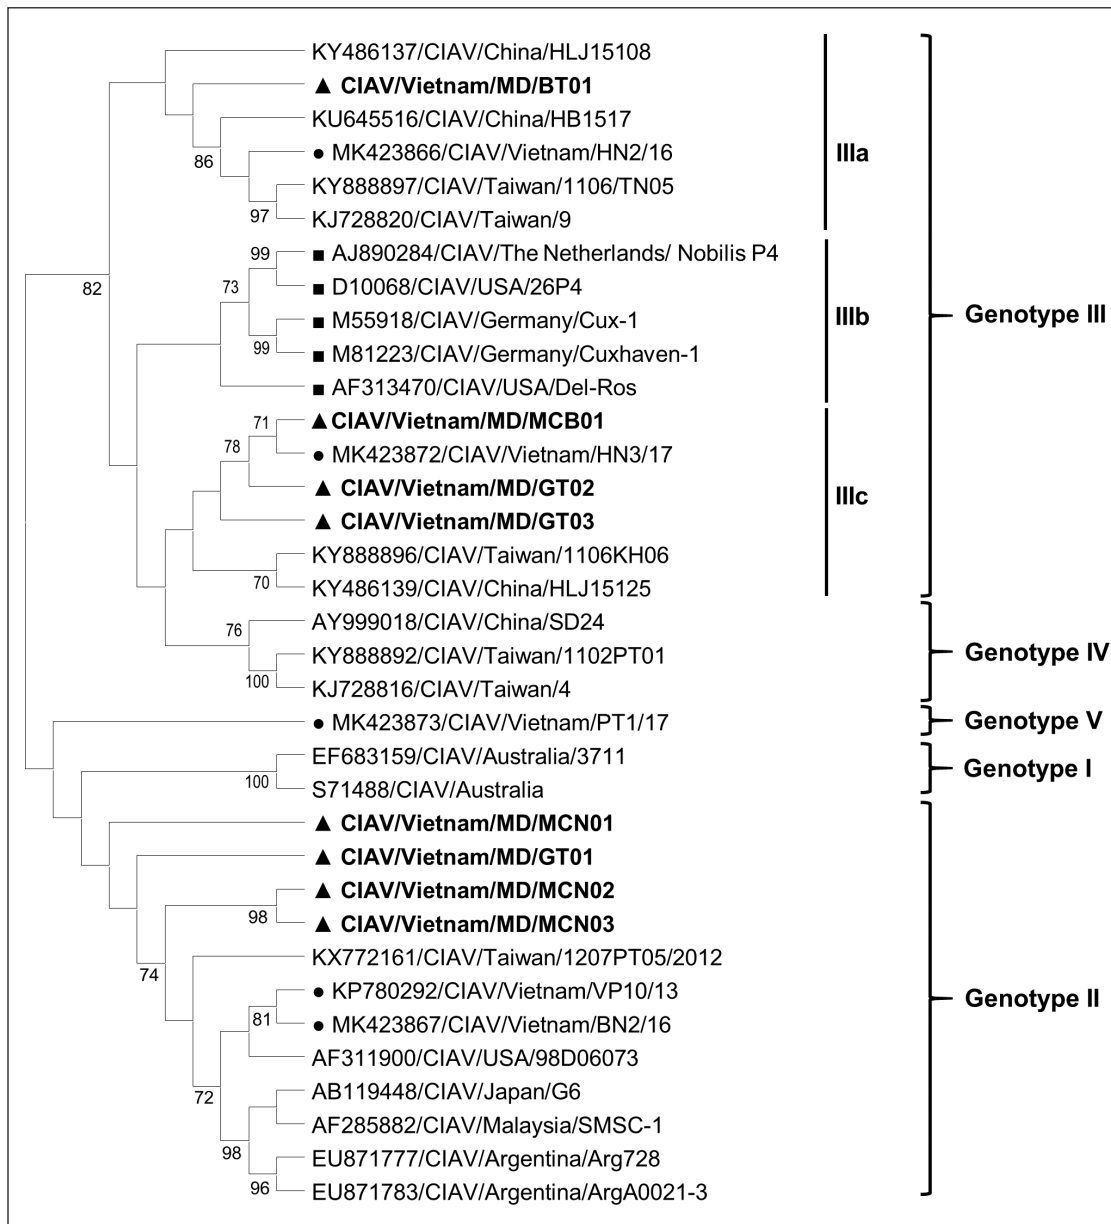 KY486137/CIAV/China/HLJ15108
▲ CIAV/Vietnam/MD/BT01
KU645516/CIAV/China/HB1517
86
● MK423866/CIAV/Vietnam/HN2/16
IIIa
KY888897/CIAV/Taiwan/1106/TN05
97
KJ728820/CIAV/Taiwan/9
99
■ AJ890284/CIAV/The Netherlands/ Nobilis P4
82
73
■ D10068/CIAV/USA/26P4
■ M55918/CIAV/Germany/Cux-1
IIIb
Genotype III
99
■ M81223/CIAV/Germany/Cuxhaven-1
■ AF313470/CIAV/USA/Del-Ros
71
▲CIAV/Vietnam/MD/MCB01
78
● MK423872/CIAV/Vietnam/HN3/17
▲ CIAV/Vietnam/MD/GT02
IIIc
▲ CIAV/Vietnam/MD/GT03
KY888896/CIAV/Taiwan/1106KH06
70
KY486139/CIAV/China/HLJ15125
76
AY999018/CIAV/China/SD24
KY888892/CIAV/Taiwan/1102PT01
Genotype IV
100
KJ728816/CIAV/Taiwan/4
● MK423873/CIAV/Vietnam/PT1/17
Genotype V
EF683159/CIAV/Australia/3711
Genotype I
100
S71488/CIAV/Australia
▲ CIAV/Vietnam/MD/MCN01
▲ CIAV/Vietnam/MD/GT01
▲ CIAV/Vietnam/MD/MCN02
98
▲ CIAV/Vietnam/MD/MCN03
74
KX772161/CIAV/Taiwan/1207PT05/2012
● KP780292/CIAV/Vietnam/VP10/13
Genotype II
81
● MK423867/CIAV/Vietnam/BN2/16
AF311900/CIAV/USA/98D06073
72
AB119448/CIAV/Japan/G6
AF285882/CIAV/Malaysia/SMSC-1
98
EU871777/CIAV/Argentina/Arg728
96
EU871783/CIAV/Argentina/ArgA0021-3